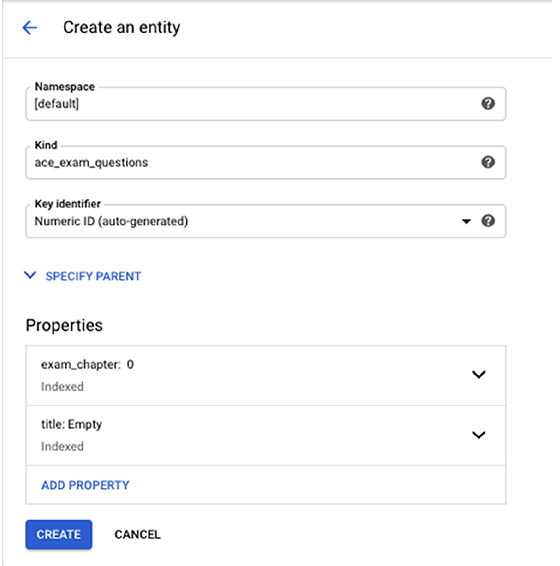 Create an entity
Namespace
[default]
Kind
ace_exam_questions
Key identifier
Numeric ID (auto-generated)
SPECIFY PARENT
Properties
exam_chapter: 0
Indexed
title: Empty
Indexed
ADD PROPERTY
CREATE CANCEL